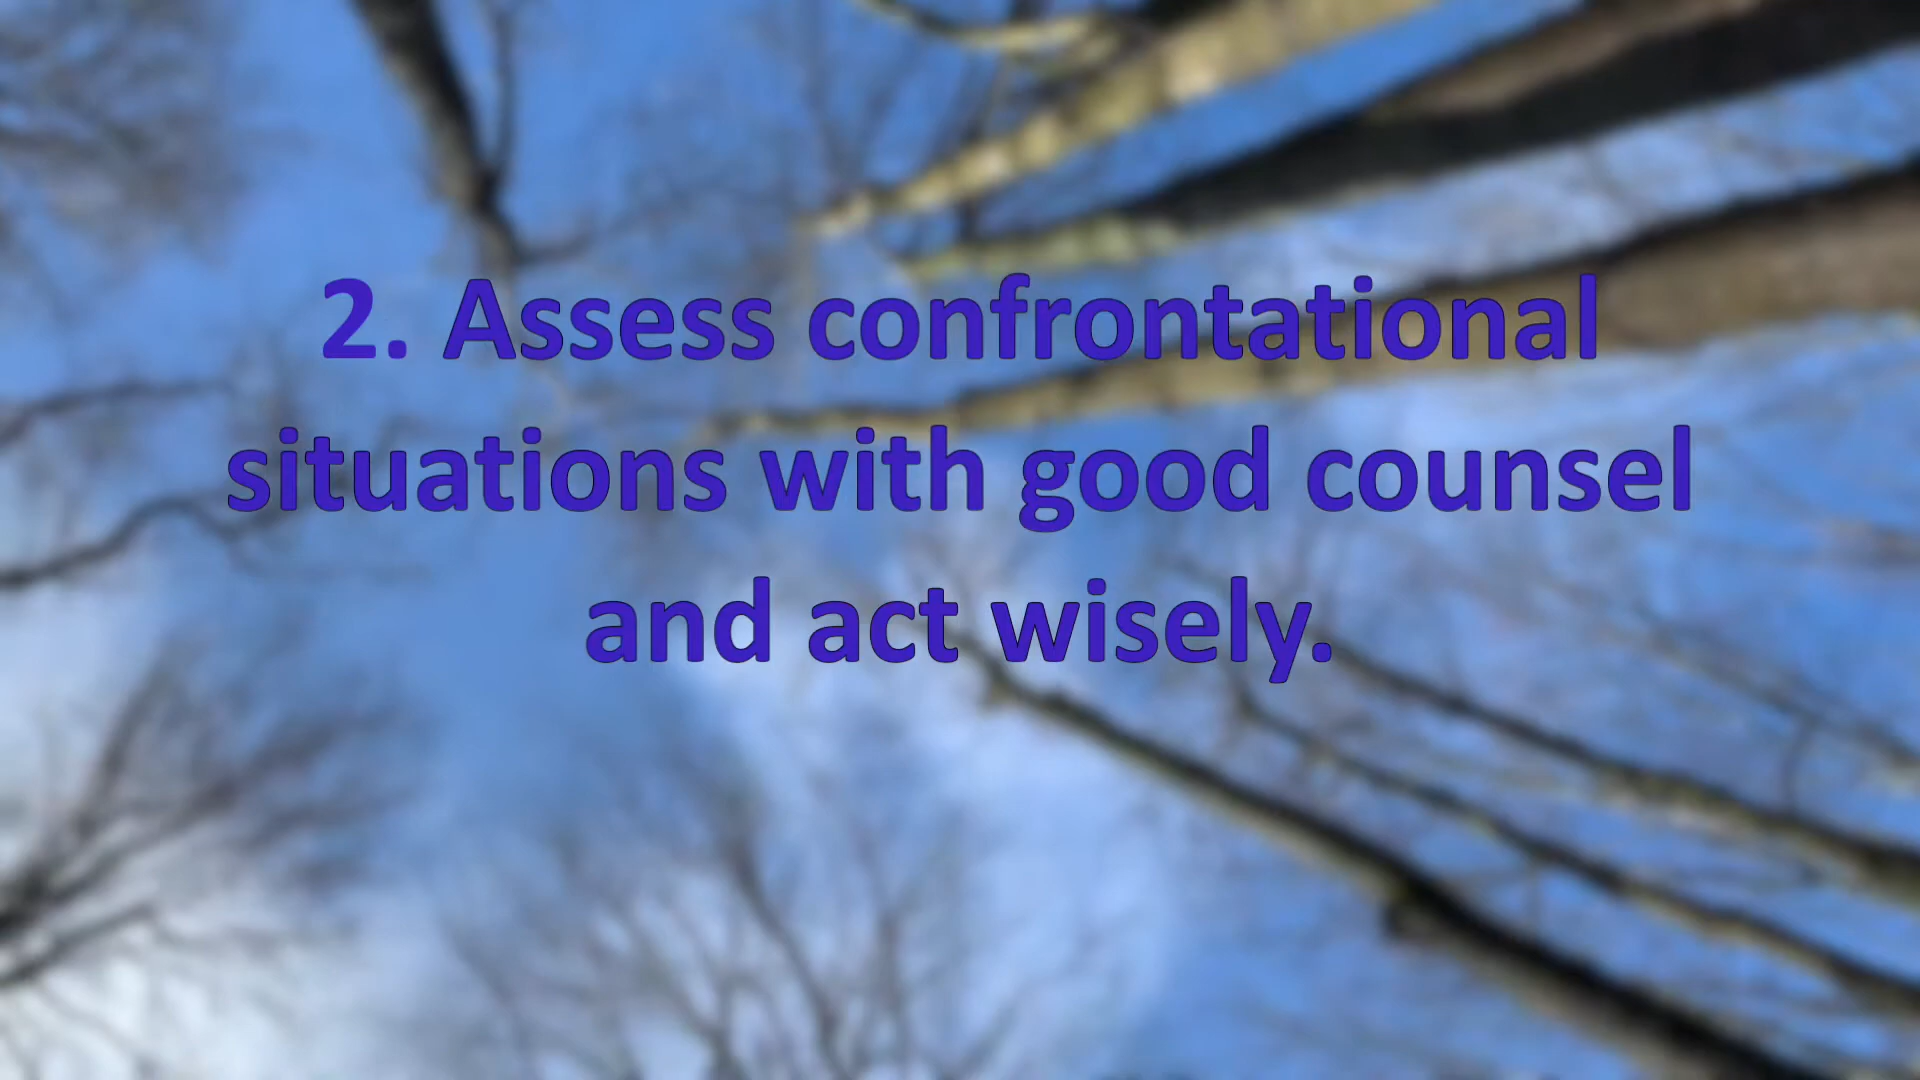 2. Assess confrontational
situations with good counsel
and act wisely.